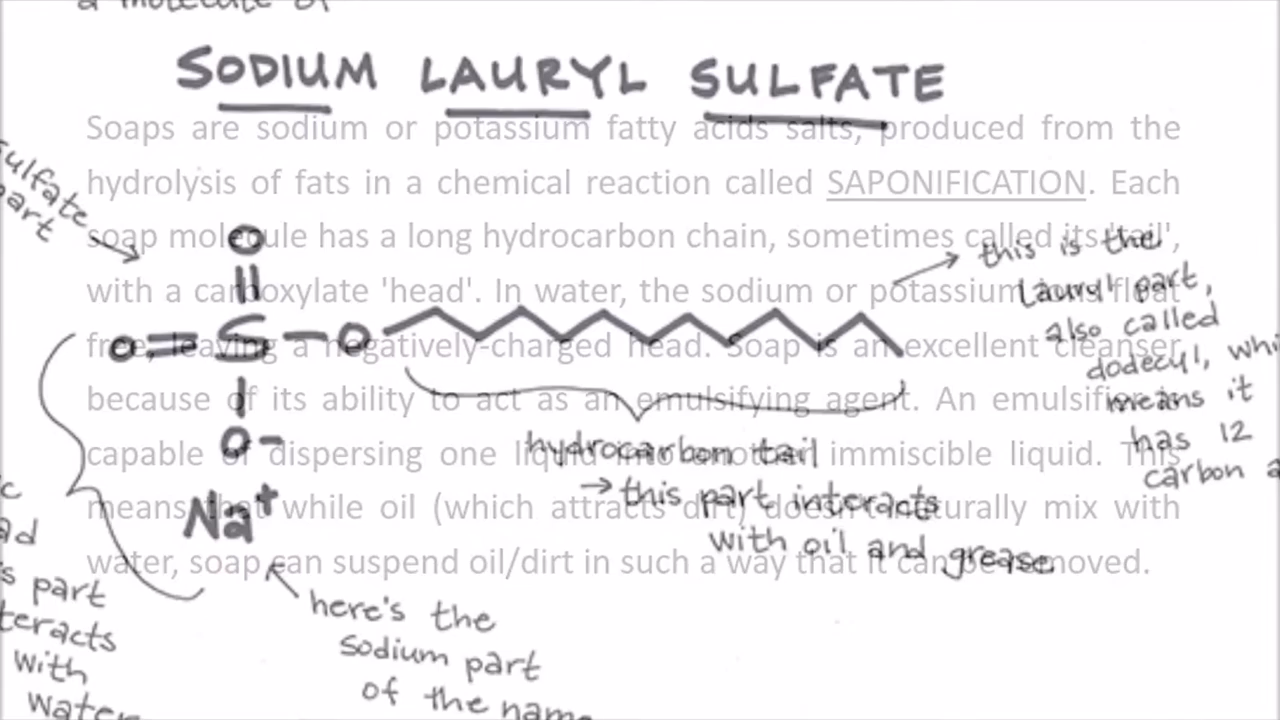 a molecule of
SODIUM LAURYL SULFATE
Soaps are sodium or potassium fatty acids salts, produced from the
hydrolysis of fats in a chemical reaction called SAPONIFICATION. Each
soap molecule has a long hydrocarbon chain, sometimes called its 'tail',
with a carboxylate 'head'. In water, the sodium or potassium float
free, leaving a negatively-charged head. Soap is an excellent cleanser
because of its ability to act as an emulsifying agent. An emulsifier is
capable of dispersing one liquid into another immiscible liquid. This
means that while oil (which attracts dirt) doesn't naturally mix with
water, soap can suspend oil/dirt in such a way that it can be removed.
sulfate
part
O
O=S-O
O-
Na+
this is the
Lauryl part,
also called
dodecyl,
means it
has 12
carbon
hydrocarbon tail
→ this part interacts
with oil and grease
part
with
water
here's the
sodium part
of the name